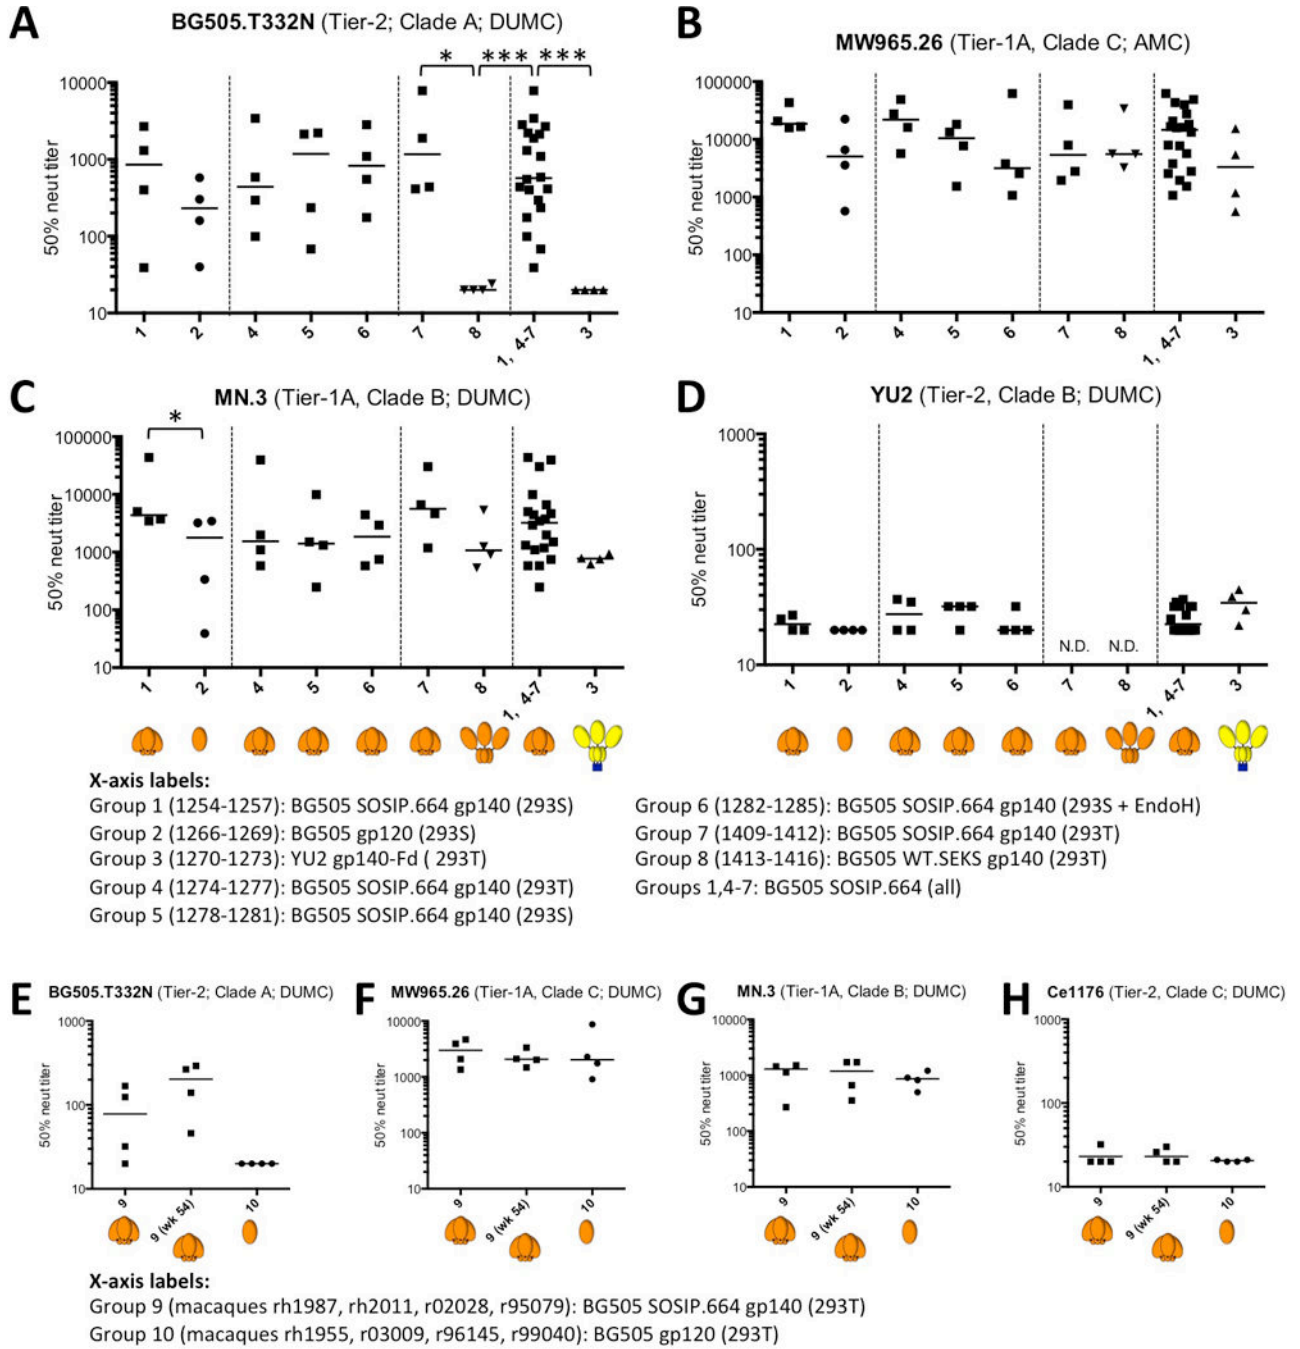 A
BG505.T332N (Tier-2; Clade A; DUMC)
50% neut titer
10000
1000
100
10
* *** ***
1 2 4 5 6 7 8 1, 4-7 3
B
MW965.26 (Tier-1A, Clade C; AMC)
50% neut titer
100000
10000
1000
100
10
1 2 4 5 6 7 8 1, 4-7 3
C
MN.3 (Tier-1A, Clade B; DUMC)
50% neut titer
100000
10000
1000
100
10
*
1 2 4 5 6 7 8 1, 4-7 3
D
YU2 (Tier-2, Clade B; DUMC)
50% neut titer
1000
100
10
N.D. N.D.
1 2 4 5 6 7 8 1, 4-7 3
X-axis labels:
Group 1 (1254-1257): BG505 SOSIP.664 gp140 (293S)
Group 2 (1266-1269): BG505 gp120 (293S)
Group 3 (1270-1273): YU2 gp140-Fd ( 293T)
Group 4 (1274-1277): BG505 SOSIP.664 gp140 (293T)
Group 5 (1278-1281): BG505 SOSIP.664 gp140 (293S)
Group 6 (1282-1285): BG505 SOSIP.664 gp140 (293S + EndoH)
Group 7 (1409-1412): BG505 SOSIP.664 gp140 (293T)
Group 8 (1413-1416): BG505 WT.SEKS gp140 (293T)
Groups 1,4-7: BG505 SOSIP.664 (all)
E
BG505.T332N (Tier-2; Clade A; DUMC)
50% neut titer
1000
100
10
9 9 (wk 54) 10
F
MW965.26 (Tier-1A, Clade C; DUMC)
50% neut titer
10000
1000
100
10
9 9 (wk 54) 10
G
MN.3 (Tier-1A, Clade B; DUMC)
50% neut titer
10000
1000
100
10
9 9 (wk 54) 10
H
Ce1176 (Tier-2, Clade C; DUMC)
50% neut titer
1000
100
10
9 9 (wk 54) 10
X-axis labels:
Group 9 (macaques rh1987, rh2011, r02028, r95079): BG505 SOSIP.664 gp140 (293T)
Group 10 (macaques rh1955, r03009, r96145, r99040): BG505 gp120 (293T)